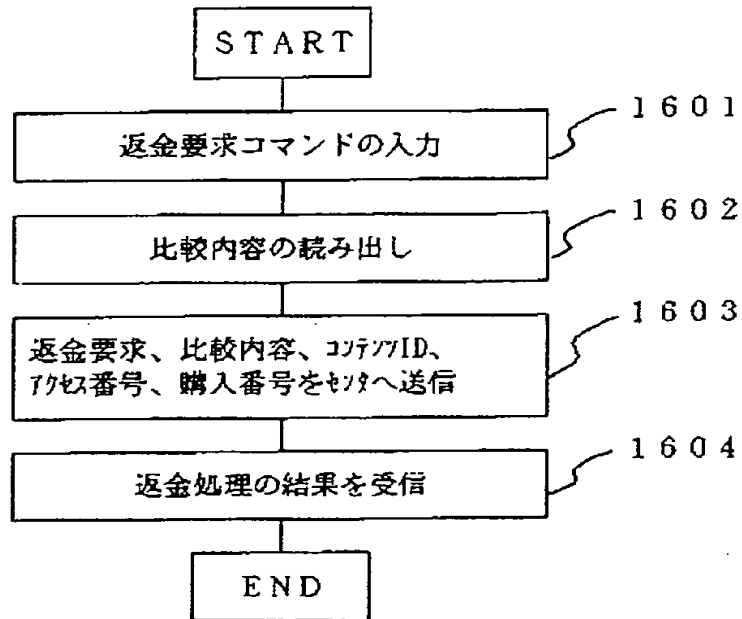 START
1601
返金要求コマンドの入力
1602
比較内容の読み出し
1603
返金要求、比較内容、ｺﾝﾃﾝﾂID、
ｱｸｾｽ番号、購入番号をｾﾝﾀへ送信
1604
返金処理の結果を受信
END